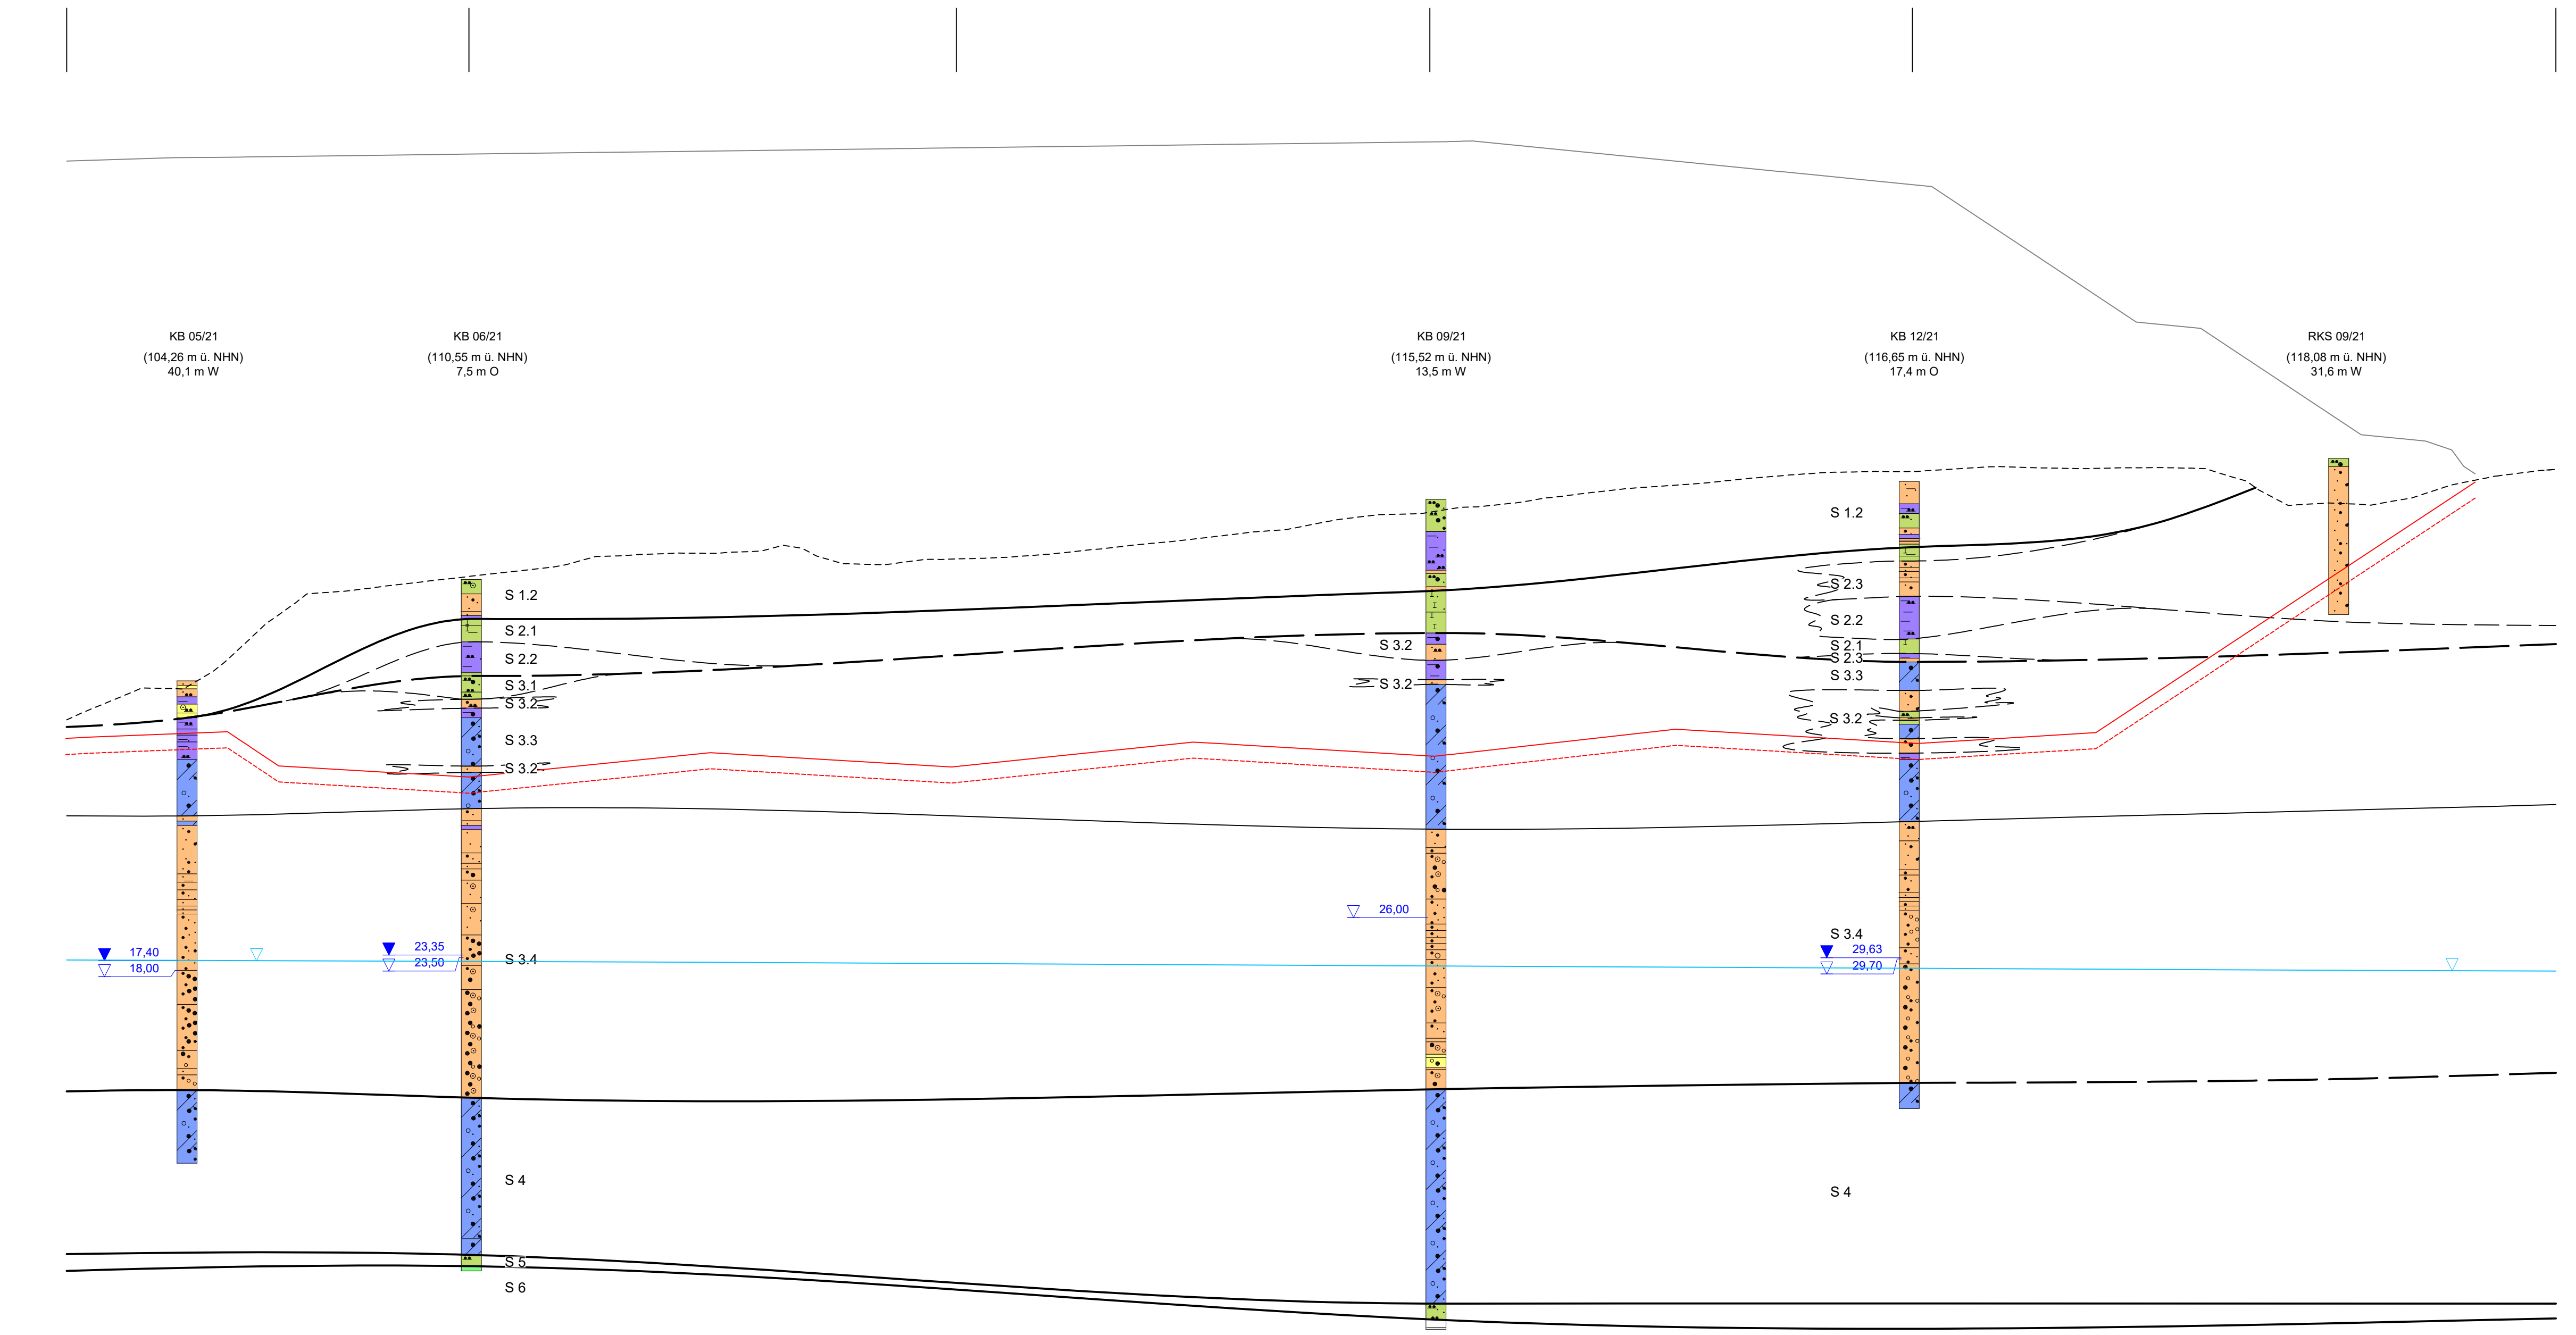 KB 05/21
(104,26 m ü. NHN)
40,1 m W
KB 06/21
(110,55 m ü. NHN)
7,5 m O
KB 09/21
(115,52 m ü. NHN)
13,5 m W
KB 12/21
(116,65 m ü. NHN)
17,4 m O
RKS 09/21
(118,08 m ü. NHN)
31,6 m W
S 1.2
S 2.1
S 2.2
S 3.1
S 3.2
S 3.3
S 3.2
S 3.4
S 4
S 5
S 6
S 3.2
S 3.2
S 1.2
S 2.3
S 2.2
S 2.1
S 2.3
S 3.3
S 3.2
S 3.4
S 4
17,40
18,00
23,35
23,50
26,00
29,63
29,70